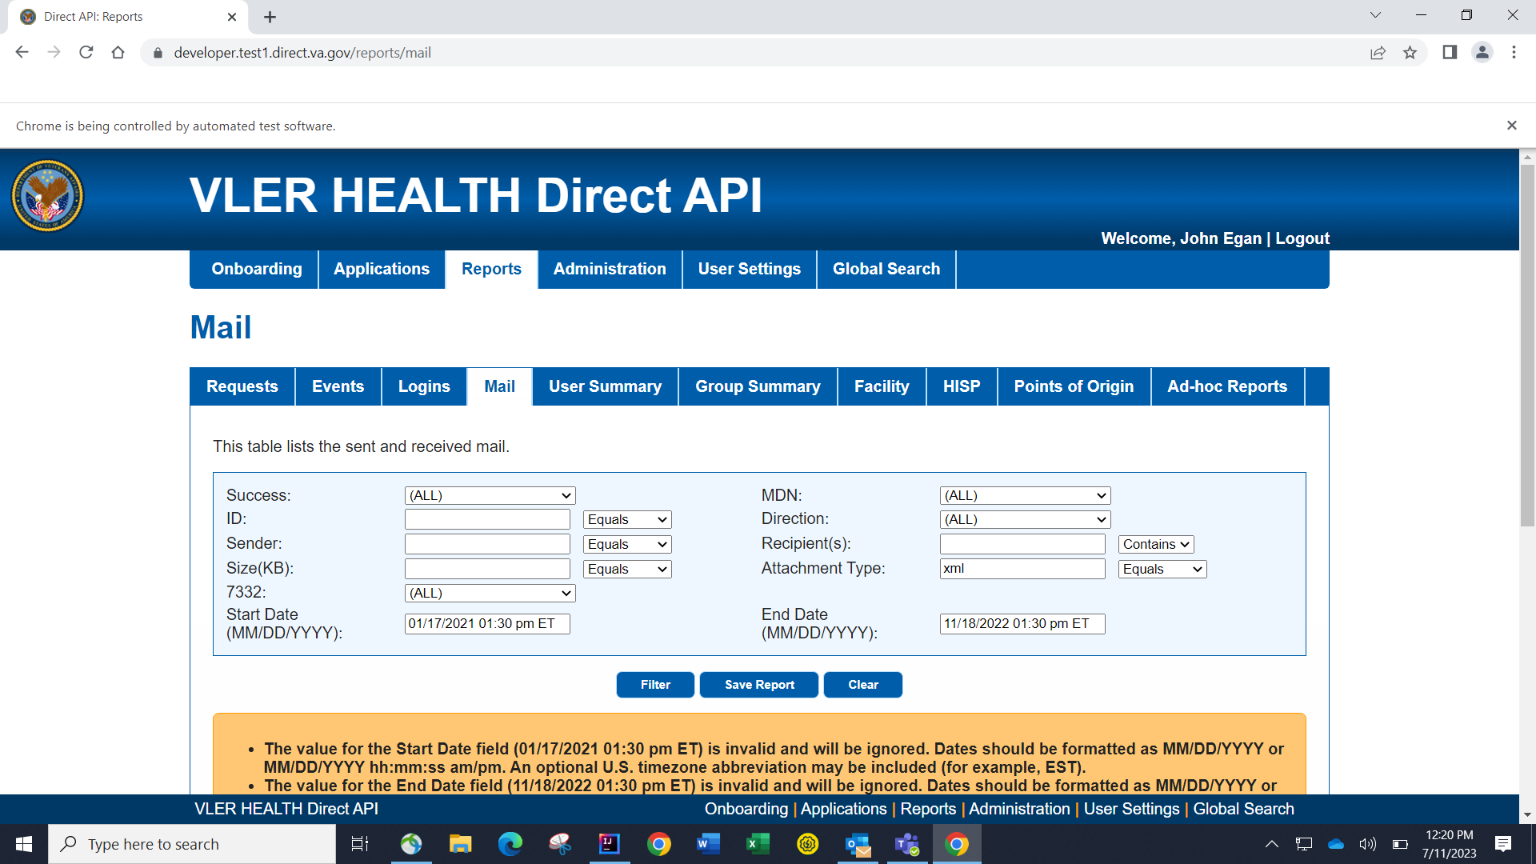 Direct API: Reports
developer.test1.direct.va.gov/reports/mail
Chrome is being controlled by automated test software.
VLER HEALTH Direct API
Welcome, John Egan | Logout
Onboarding Applications Reports Administration User Settings Global Search
Mail
Requests Events Logins Mail User Summary Group Summary Facility HISP Points of Origin Ad-hoc Reports
This table lists the sent and received mail.
Success: (ALL) MDN: (ALL)
ID: Equals Direction: (ALL)
Sender: Equals Recipient(s): Contains
Size(KB): Equals Attachment Type: xml Equals
7332: (ALL)
Start Date (MM/DD/YYYY): 01/17/2021 01:30 pm ET End Date (MM/DD/YYYY): 11/18/2022 01:30 pm ET
Filter Save Report Clear
• The value for the Start Date field (01/17/2021 01:30 pm ET) is invalid and will be ignored. Dates should be formatted as MM/DD/YYYY or
MM/DD/YYYY hh:mm:ss am/pm. An optional U.S. timezone abbreviation may be included (for example, EST).
• The value for the End Date field (11/18/2022 01:30 pm ET) is invalid and will be ignored. Dates should be formatted as MM/DD/YYYY or
VLER HEALTH Direct API Onboarding | Applications | Reports | Administration | User Settings | Global Search
Type here to search
12:20 PM
7/11/2023